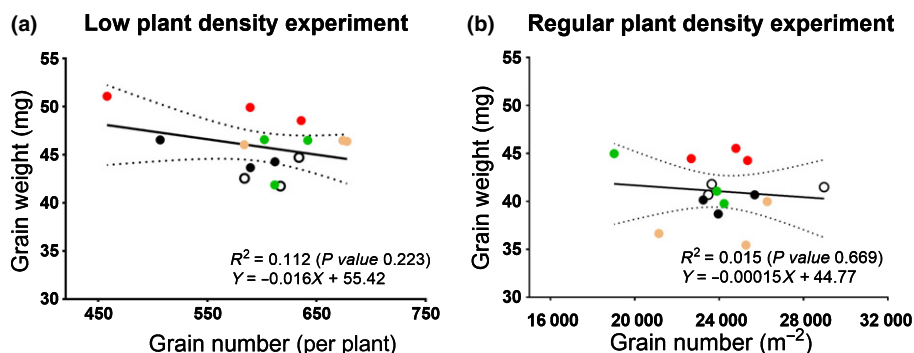 (a) Low plant density experiment
55
50
45
40
35
30
Grain weight (mg)
R² = 0.112 (P value 0.223)
Y = –0.016X + 55.42
450 550 650 750
Grain number (per plant)
(b) Regular plant density experiment
55
50
45
40
35
30
Grain weight (mg)
R² = 0.015 (P value 0.669)
Y = –0.00015X + 44.77
16 000 20 000 24 000 28 000 32 000
Grain number (m⁻²)